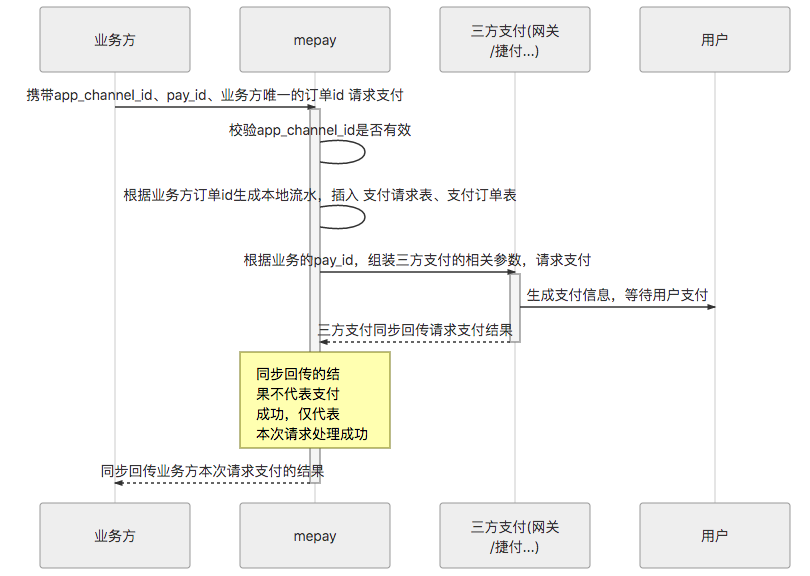 业务方
mepay
三方支付(网关
/捷付...)
用户
携带app_channel_id、pay_id、业务方唯一的订单id 请求支付
校验app_channel_id是否有效
根据业务方订单id生成本地流水，插入 支付请求表、支付订单表
根据业务的pay_id，组装三方支付的相关参数，请求支付
生成支付信息，等待用户支付
三方支付同步回传请求支付结果
同步回传的结
果不代表支付
成功，仅代表
本次请求处理成功
同步回传业务方本次请求支付的结果
业务方
mepay
三方支付(网关
/捷付...)
用户